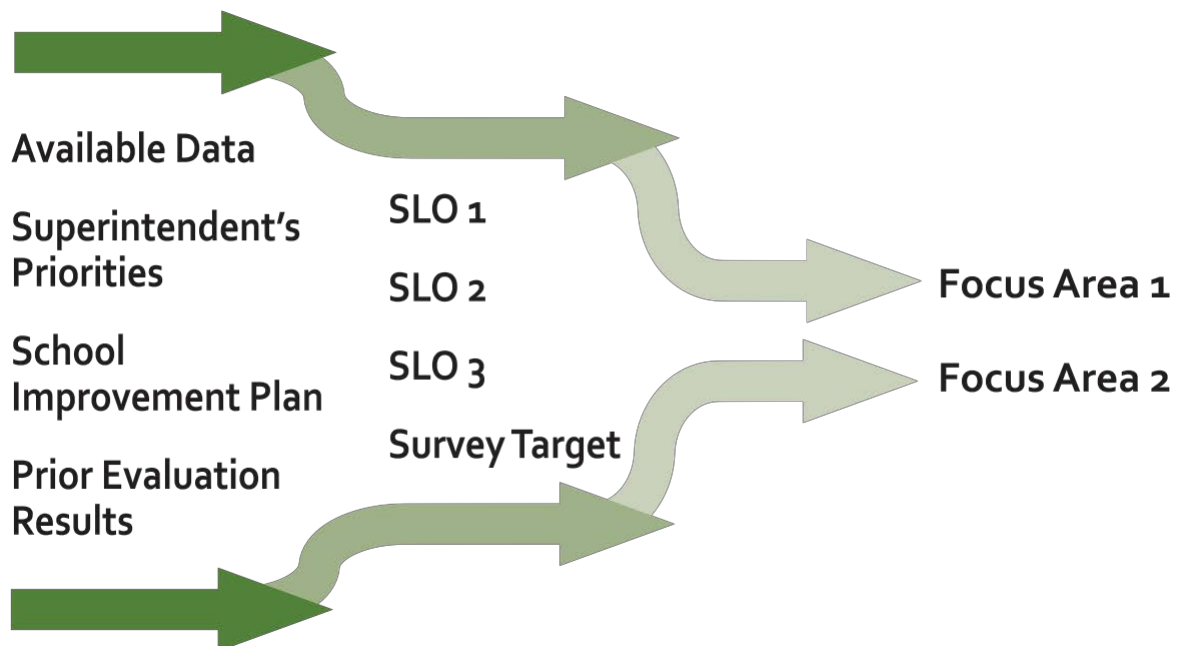 Available Data
Superintendent’s
Priorities
School
Improvement Plan
Prior Evaluation
Results
SLO 1
SLO 2
SLO 3
Survey Target
Focus Area 1
Focus Area 2